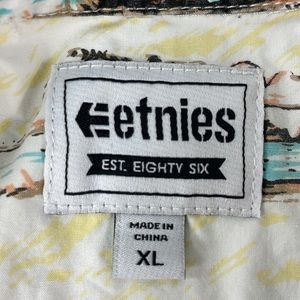 etnies
EST. EIGHTY SIX
MADE IN
CHINA
XL